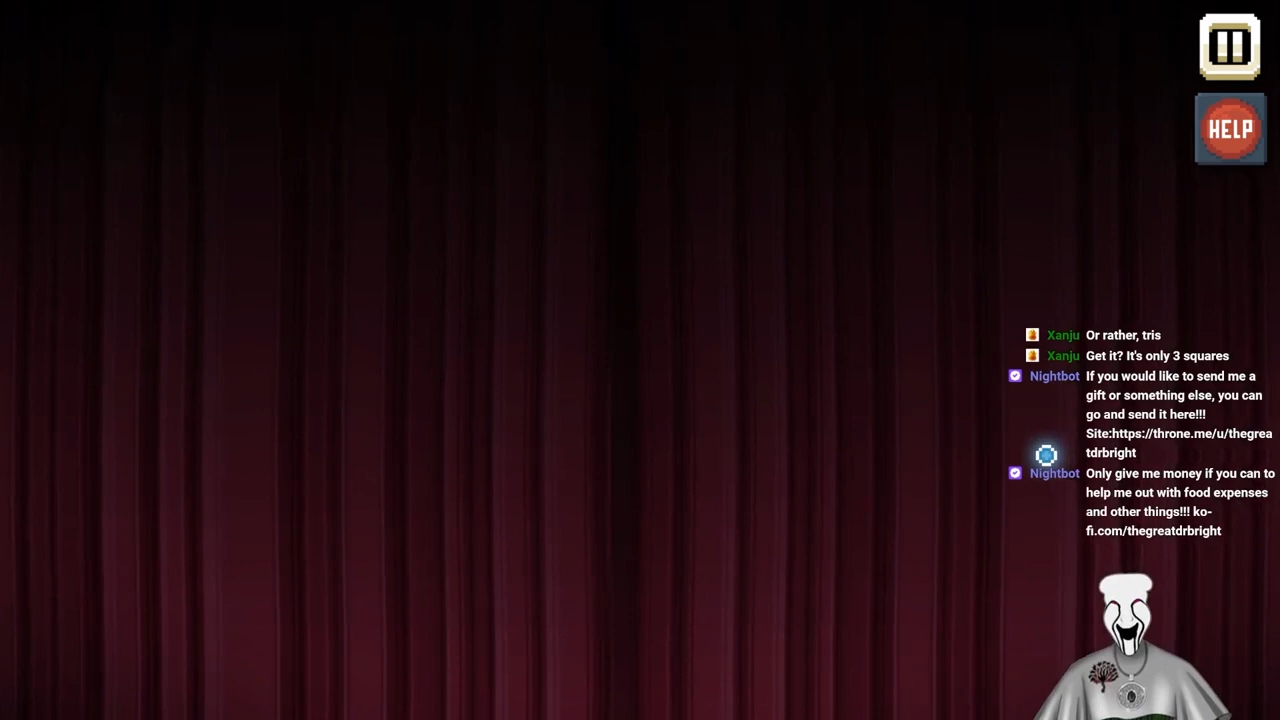 HELP
Xanju Or rather, tris
Xanju Get it? It's only 3 squares
Nightbot If you would like to send me a
gift or something else, you can
go and send it here!!!
Site:https://throne.me/u/thegrea
tdrbright
Nightbot Only give me money if you can to
help me out with food expenses
and other things!!! ko-
fi.com/thegreatdrbright